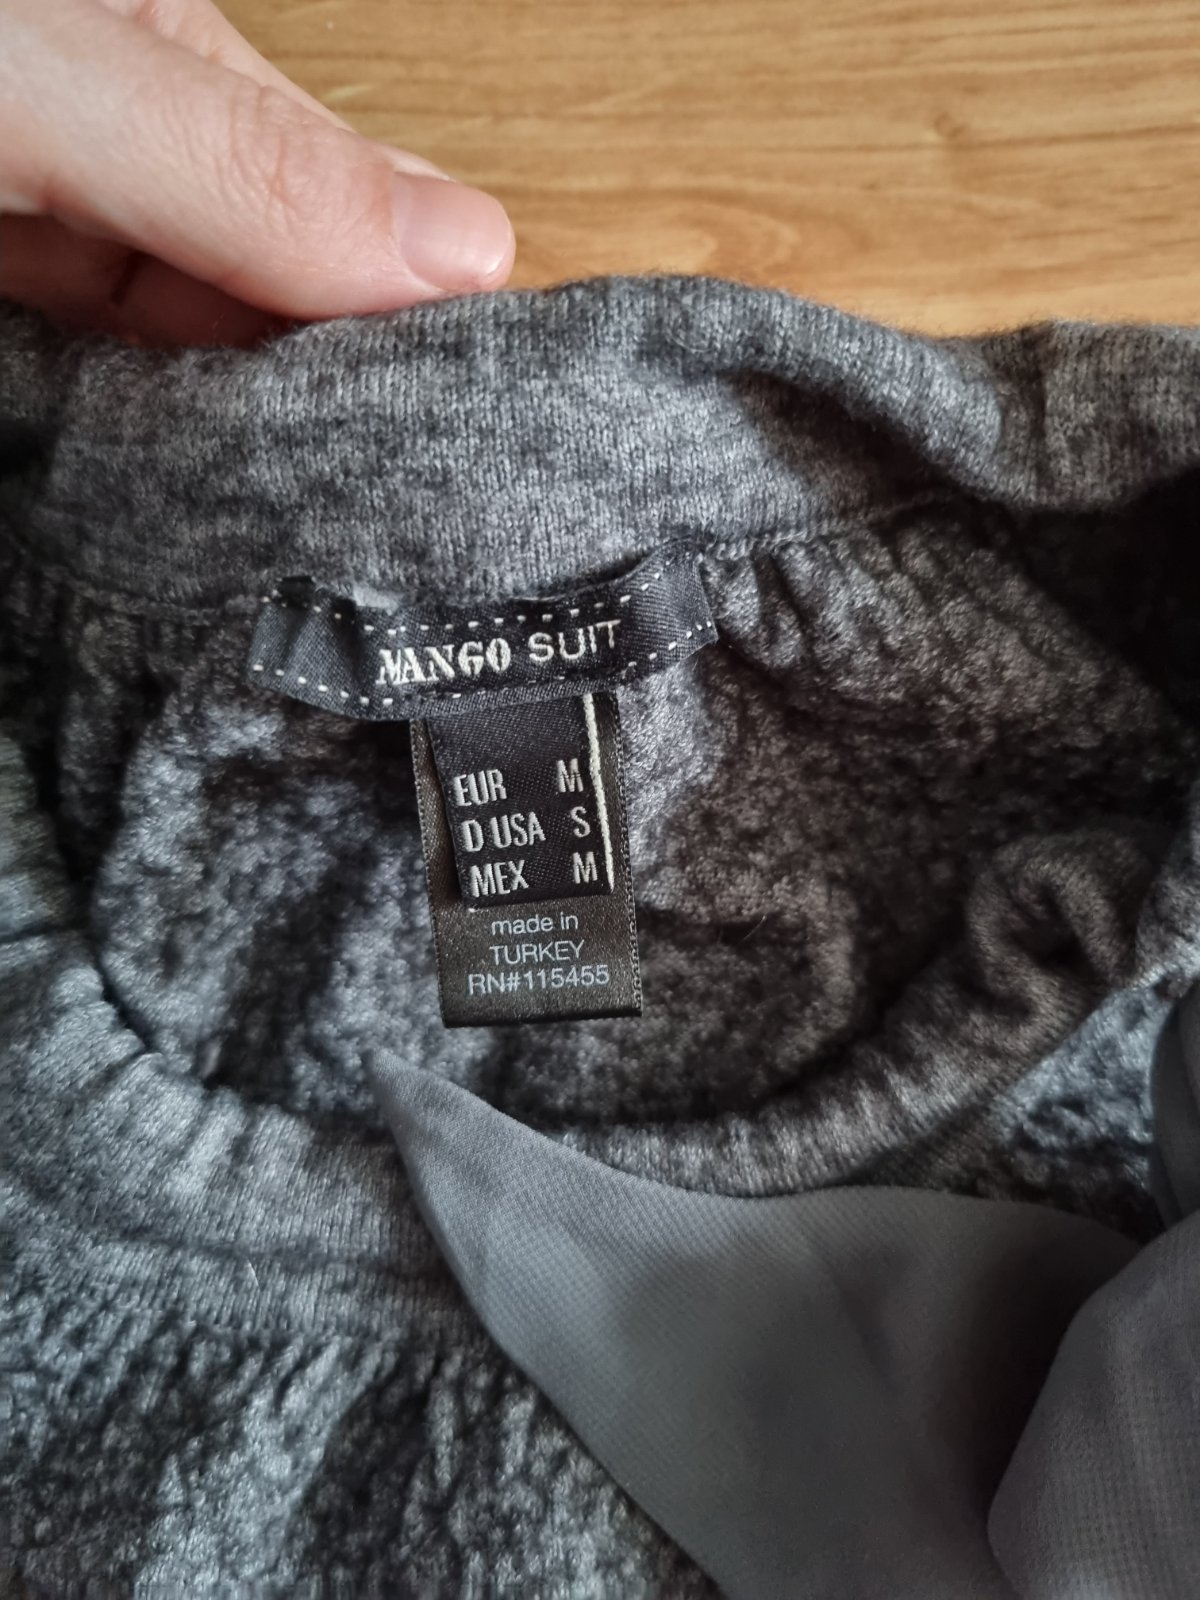 MANGO SUIT
EUR M
D USA S
MEX M
made in
TURKEY
RN#115455